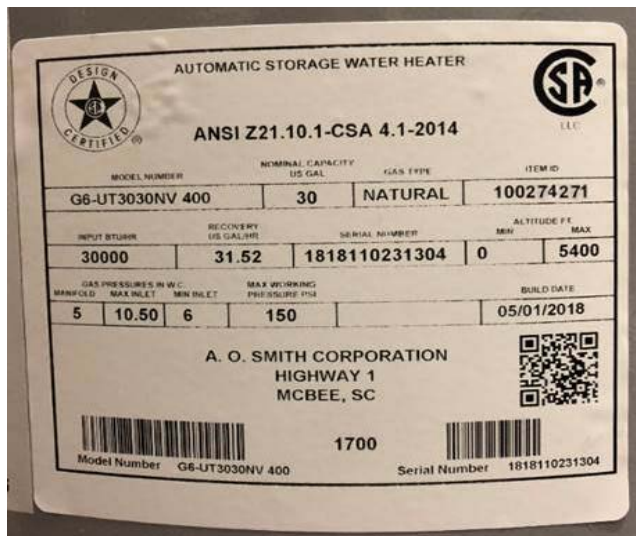 DESIGN CERTIFIED ®
AUTOMATIC STORAGE WATER HEATER
CSA ®
LLC
ANSI Z21.10.1-CSA 4.1-2014
MODEL NUMBER NOMINAL CAPACITY US GAL GAS TYPE ITEM ID
G6-UT3030NV 400 30 NATURAL 100274271
INPUT BTU/HR RECOVERY US GAL/HR SERIAL NUMBER ALTITUDE FT. MIN MAX
30000 31.52 1818110231304 0 5400
GAS PRESSURES IN W.C. MAX WORKING
MANIFOLD MAX INLET MIN INLET PRESSURE PSI BUILD DATE
5 10.50 6 150 05/01/2018
A. O. SMITH CORPORATION
HIGHWAY 1
MCBEE, SC
1700
Model Number G6-UT3030NV 400 Serial Number 1818110231304